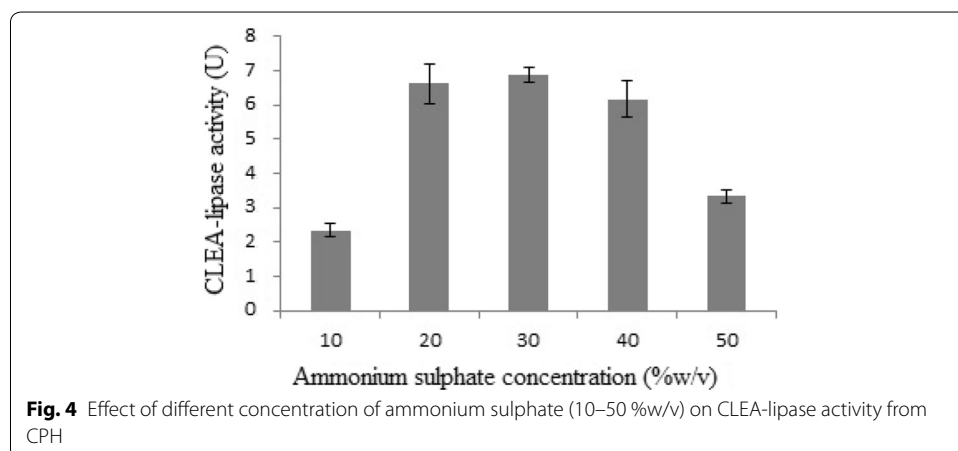 8
7
6
5
4
3
2
1
0
CLEA-lipase activity (U)
10 20 30 40 50
Ammonium sulphate concentration (%w/v)
Fig. 4 Effect of different concentration of ammonium sulphate (10–50 %w/v) on CLEA-lipase activity from
CPH